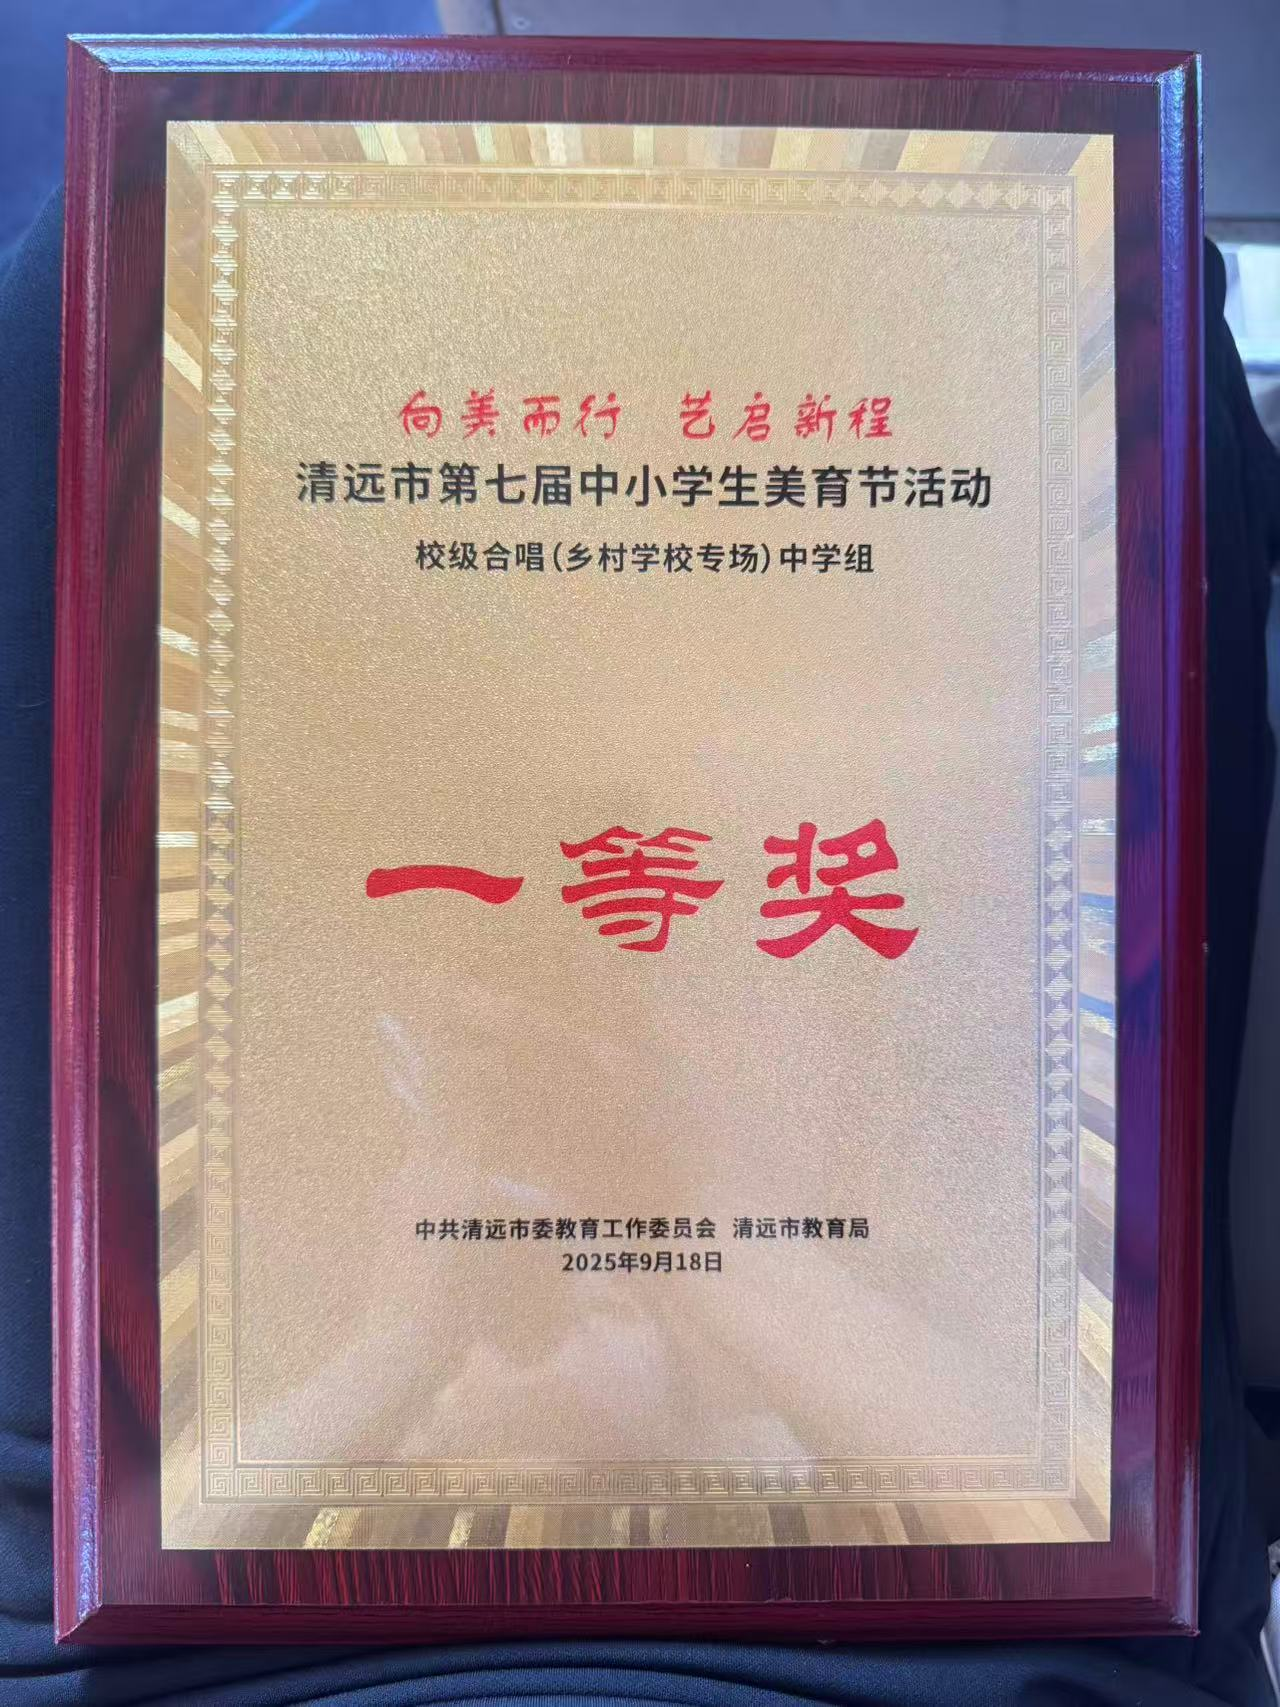 向美而行 艺启新程
清远市第七届中小学生美育节活动
校级合唱(乡村学校专场)中学组
一等奖
中共清远市委教育工作委员会 清远市教育局
2025年9月18日